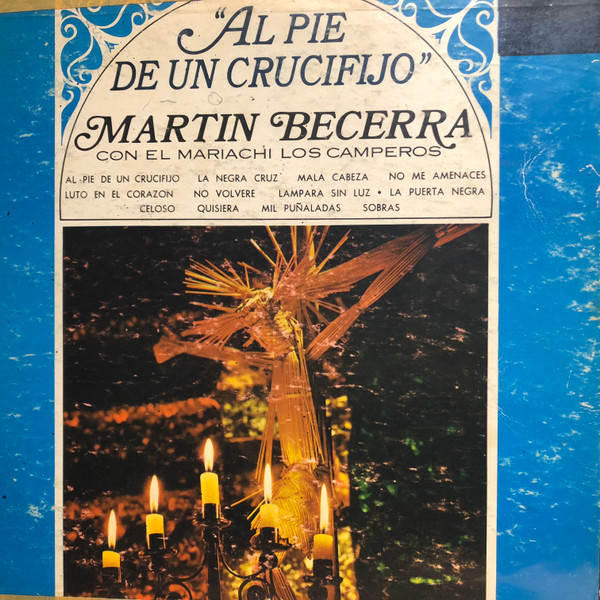 "AL PIE
DE UN CRUCIFIJO"
MARTIN BECERRA
CON EL MARIACHI LOS CAMPEROS
AL PIE DE UN CRUCIFIJO LA NEGRA CRUZ MALA CABEZA NO ME AMENACES
LUTO EN EL CORAZON NO VOLVERE LAMPARA SIN LUZ • LA PUERTA NEGRA
CELOSO QUISIERA MIL PUÑALADAS SOBRAS